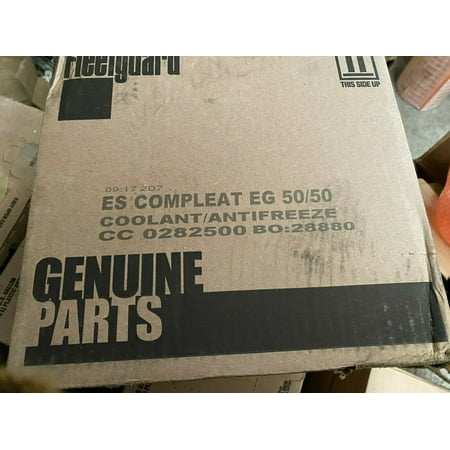 fleetguard
THIS SIDE UP
09:17 207
ES COMPLEAT EG 50/50
COOLANT/ANTIFREEZE
CC 0282500 BO:28880
GENUINE
PARTS